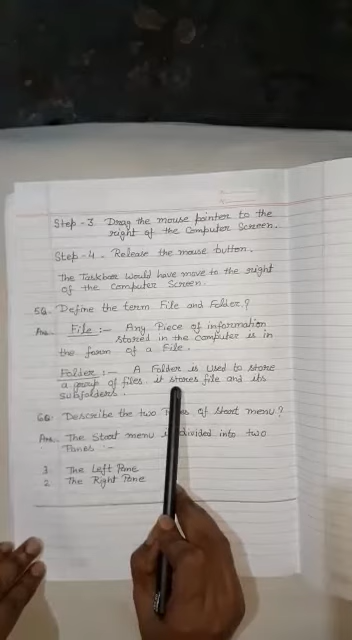 Step - 3 Drag the mouse pointer to the
right of the Computer Screen.
Step - 4. Release the mouse button.
The Taskbar would have move to the right
of the Computer Screen.
5Q. Define the term File and Folder.?
Ans. File :- Any Piece of information
stored in the computer is in
the form of a File.
Folder :- A Folder is used to store
a group of files it stores file and its
subfolders.
6Q. Describe the two of start menu?
Ans. The Start menu is divided into two
Panes :-
The Left Pane
2 The Right Pane